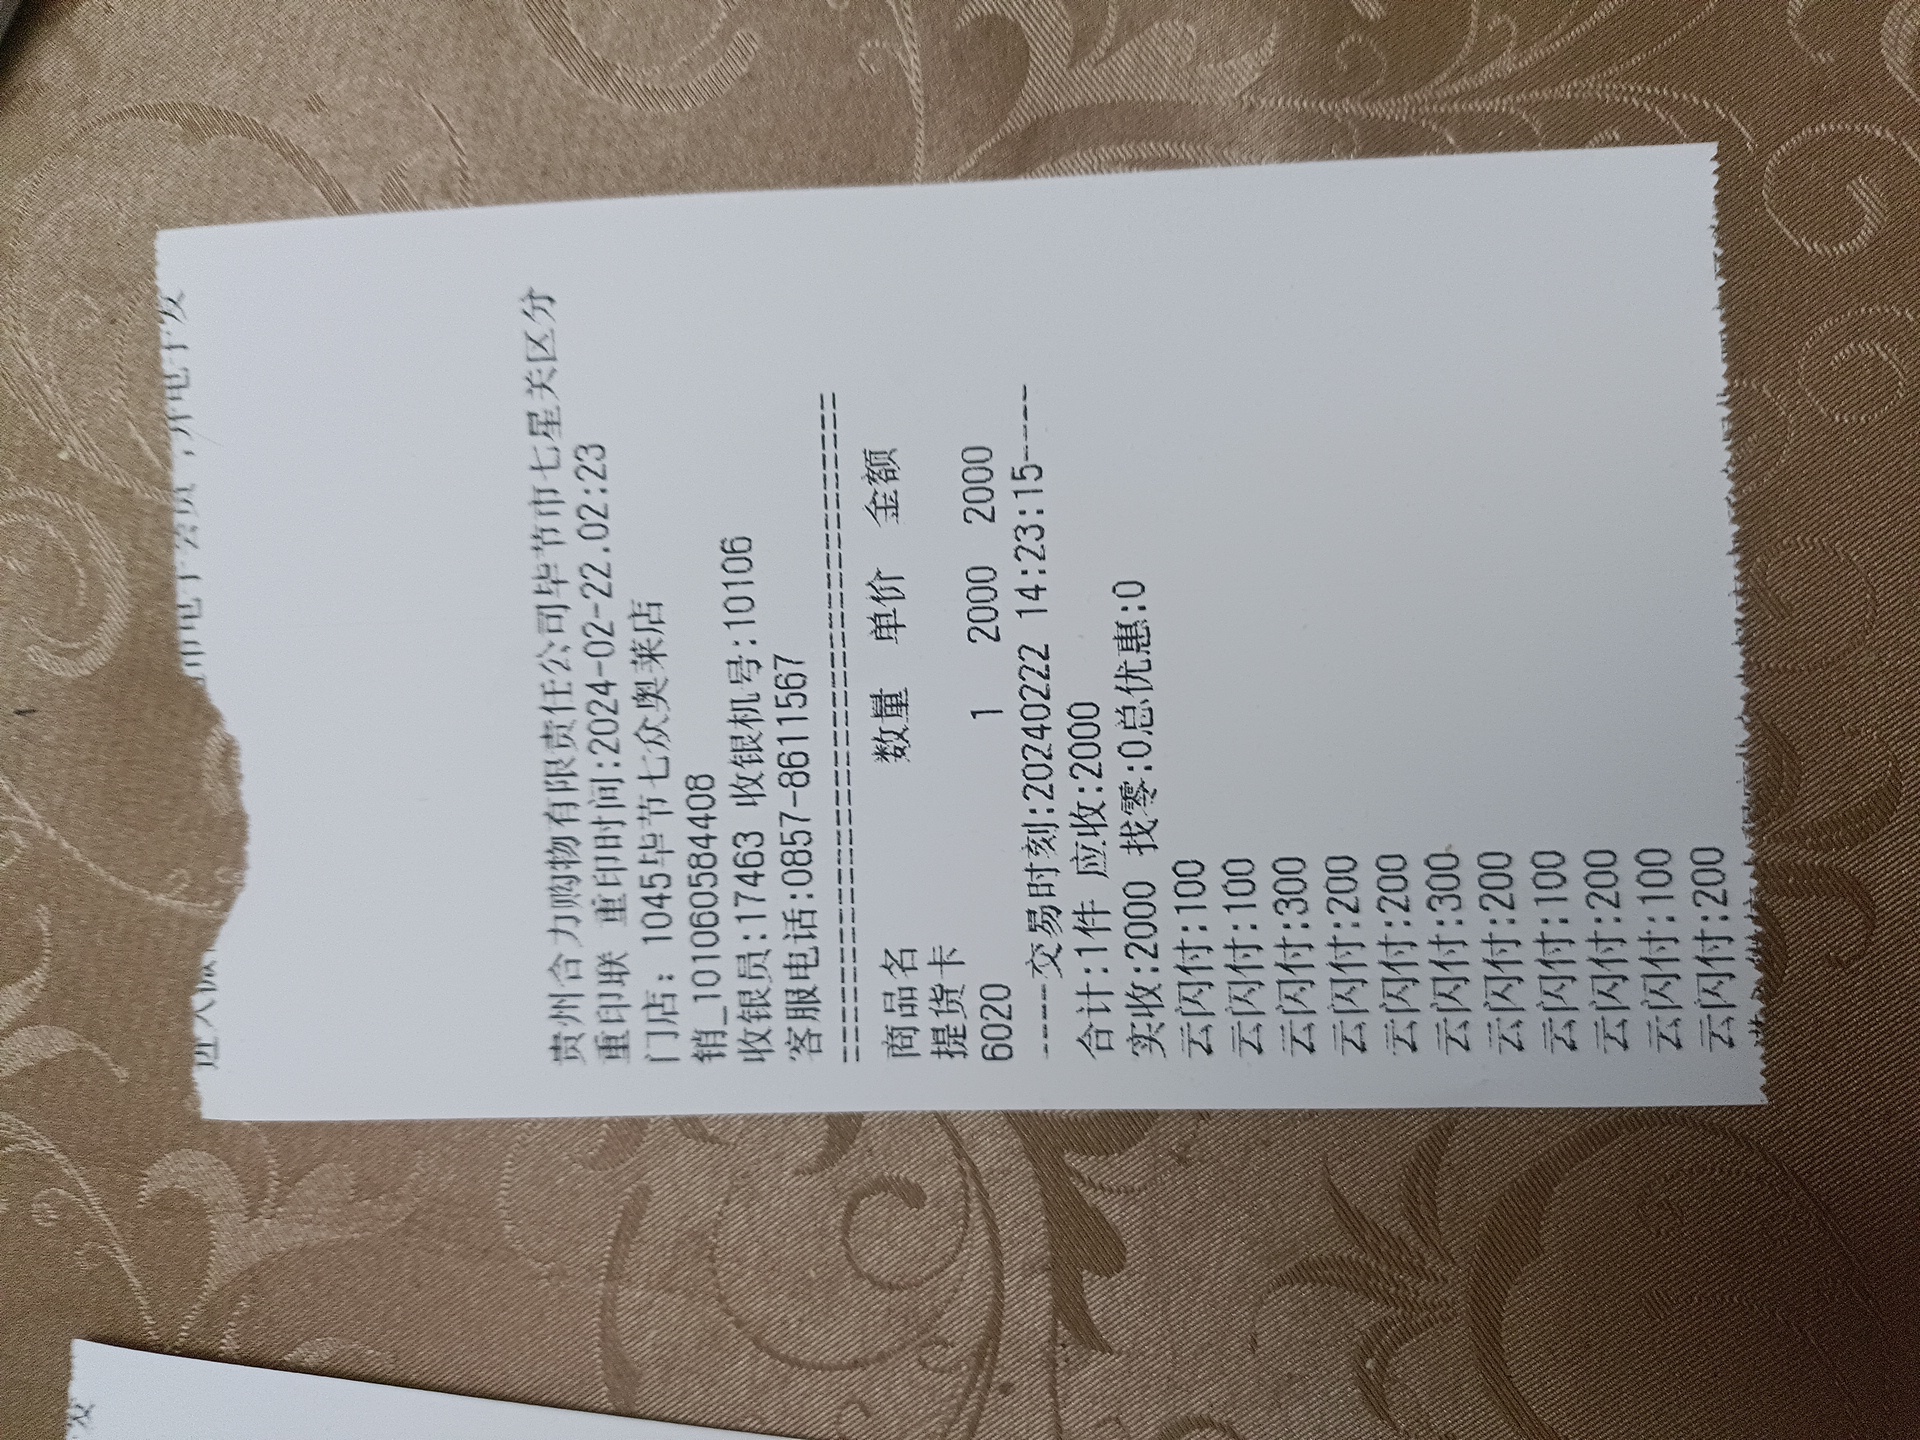 贵州合力购物有限责任公司毕节市七星关区分
重印联 重印时间:2024-02-22.02:23
门店: 1045毕节七众奥莱店
销_101060584408
收银员:17463 收银机号:10106
客服电话:0857-8611567
==========================================
商品名 数量 单价 金额
提货卡
6020 1 2000 2000
-----交易时刻:20240222 14:23:15-----
合计:1件 应收:2000
实收:2000 找零:0总优惠:0
云闪付:100
云闪付:100
云闪付:300
云闪付:200
云闪付:200
云闪付:300
云闪付:200
云闪付:100
云闪付:200
云闪付:100
云闪付:200